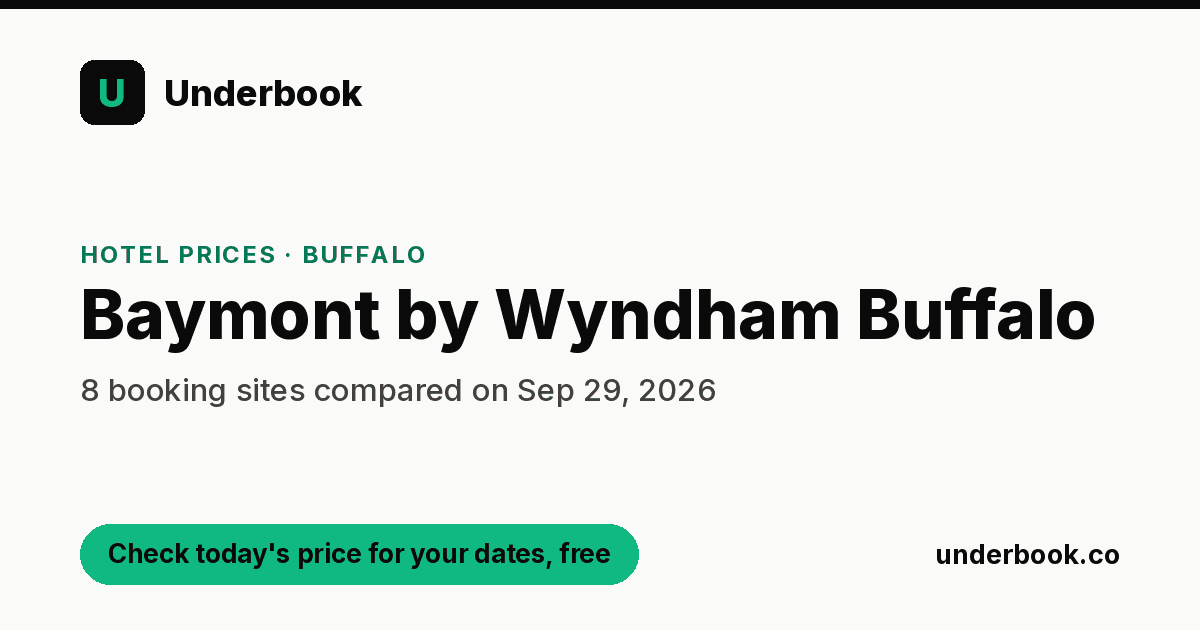 U Underbook
HOTEL PRICES · BUFFALO
Baymont by Wyndham Buffalo
8 booking sites compared on Sep 29, 2026
Check today's price for your dates, free
underbook.co